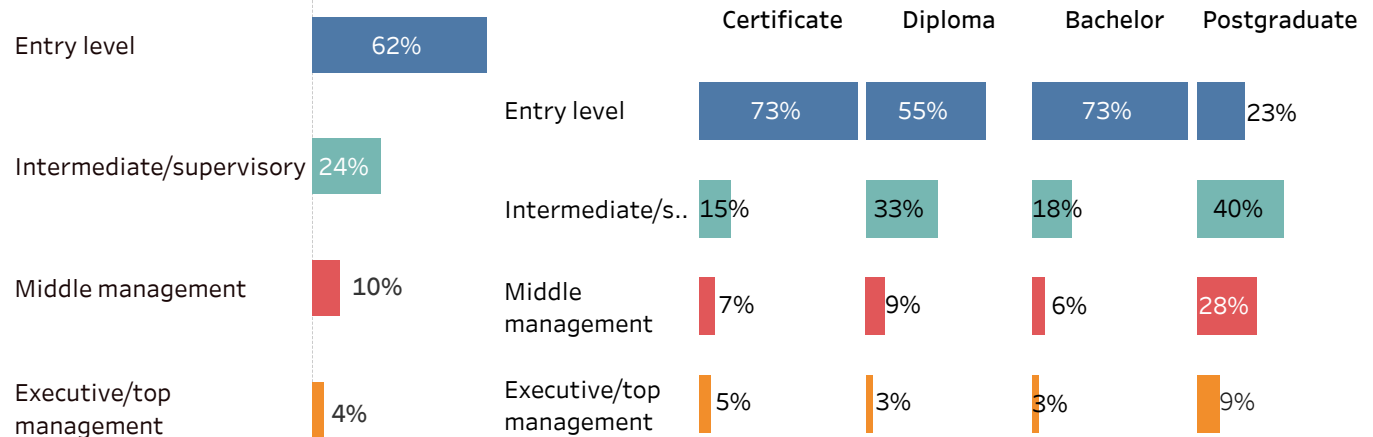 Entry level
62%
Intermediate/supervisory
24%
Middle management
10%
Executive/top
management
4%
Certificate Diploma Bachelor Postgraduate
Entry level
73% 55% 73% 23%
Intermediate/s..
15% 33% 18% 40%
Middle
management
7% 9% 6% 28%
Executive/top
management
5% 3% 3% 9%